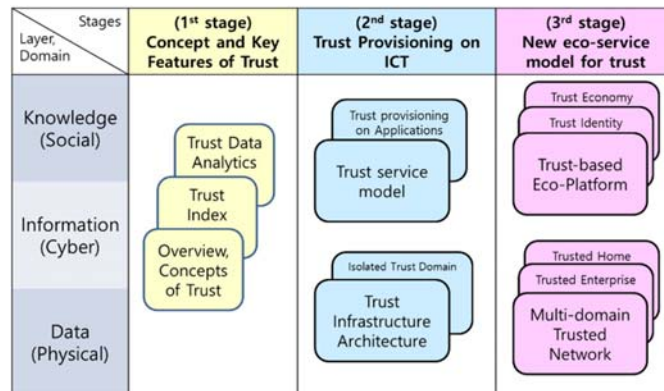 Stages
Layer,
Domain
(1st stage)
Concept and Key
Features of Trust
(2nd stage)
Trust Provisioning on
ICT
(3rd stage)
New eco-service
model for trust
Knowledge
(Social)
Information
(Cyber)
Data
(Physical)
Trust Data
Analytics
Trust
Index
Overview,
Concepts
of Trust
Trust provisioning
on Applications
Trust service
model
Isolated Trust Domain
Trust
Infrastructure
Architecture
Trust Economy
Trust Identity
Trust-based
Eco-Platform
Trusted Home
Trusted Enterprise
Multi-domain
Trusted
Network